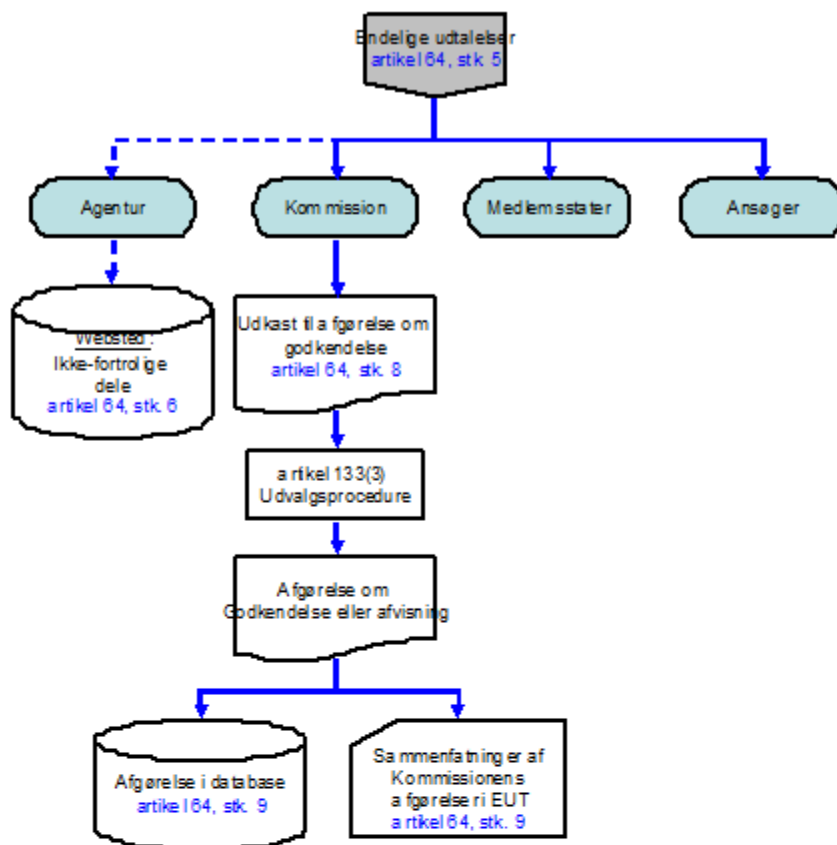 Endelige udtalelser
artikel 64, stk. 5
Agentur
Kommission
Medlemsstater
Ansøger
Websted:
Ikke-fortrolige
dele
artikel 64, stk. 6
Udkast til afgørelse om
godkendelse
artikel 64, stk. 8
artikel 133(3)
Udvalgsprocedure
Afgørelse om
Godkendelse eller afvisning
Afgørelse i database
artikel 64, stk. 9
Sammenfatninger af
Kommissionens
afgørelser i EUT
artikel 64, stk. 9